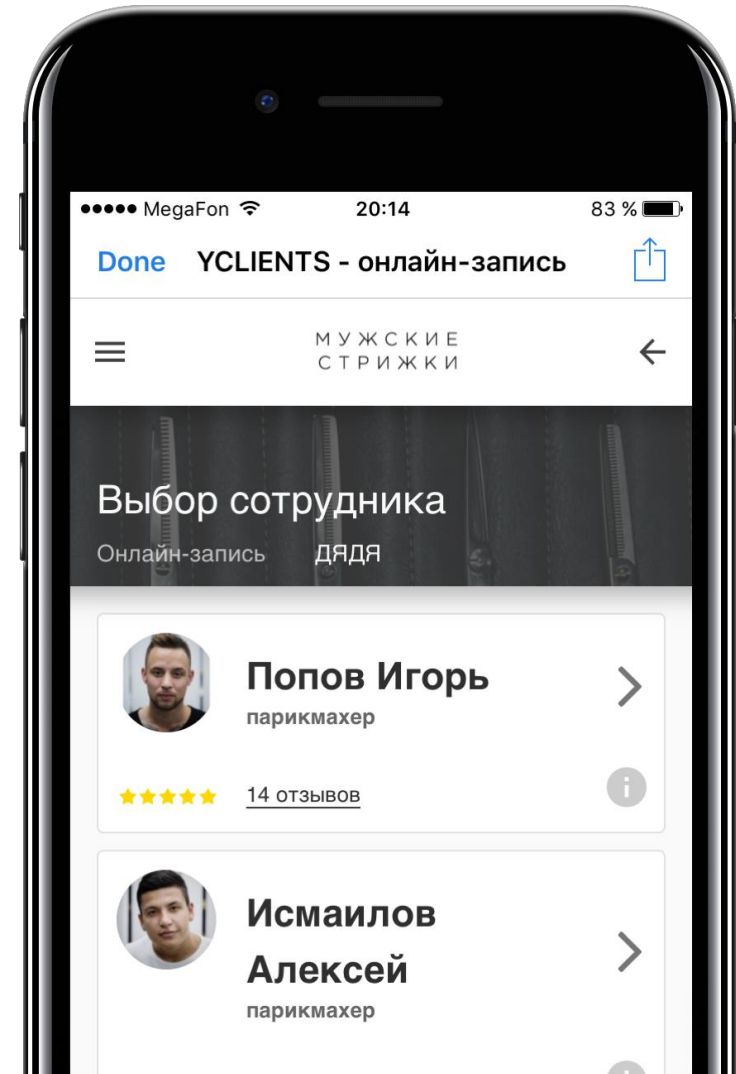 MegaFon 20:14 83 %
Done YCLIENTS - онлайн-запись
МУЖСКИЕ
СТРИЖКИ
Выбор сотрудника
Онлайн-запись ДЯДЯ
Попов Игорь
парикмахер
14 отзывов
Исмаилов
Алексей
парикмахер